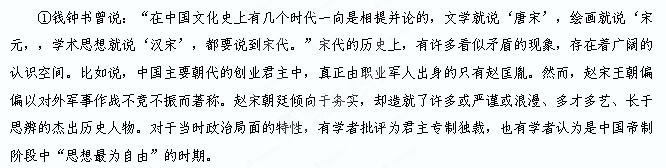 ①钱钟书曾说：“在中国文化史上有几个时代一向是相提并论的，文学就说‘唐宋’，绘画就说‘宋
元，，学术思想就说‘汉宋’，都要说到宋代。”宋代的历史上，有许多看似矛盾的现象，存在着广阔的
认识空间。比如说，中国主要朝代的创业君主中，真正由职业军人出身的只有赵匡胤。然而，赵宋王朝偏
偏以对外军事作战不竞不振而著称。赵宋朝廷倾向于务实，却造就了许多或严谨或浪漫、多才多艺、长于
思辨的杰出历史人物。对于当时政治局面的特性，有学者批评为君主专制独裁，也有学者认为是中国帝制
阶段中“思想最为自由”的时期。